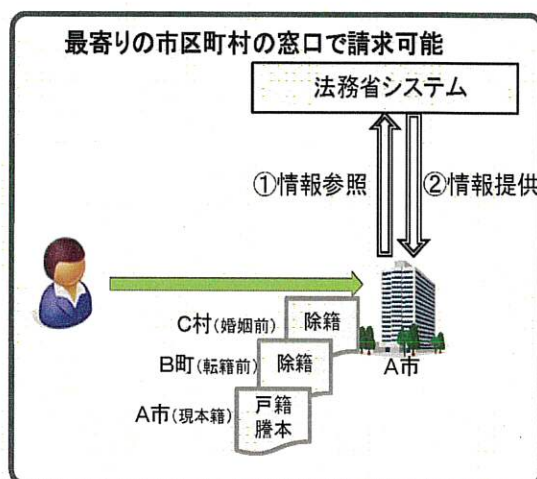 最寄りの市区町村の窓口で請求可能
法務省システム
①情報参照
②情報提供
C村(婚姻前)
除籍
B町(転籍前)
除籍
A市
A市(現本籍)
戸籍
謄本